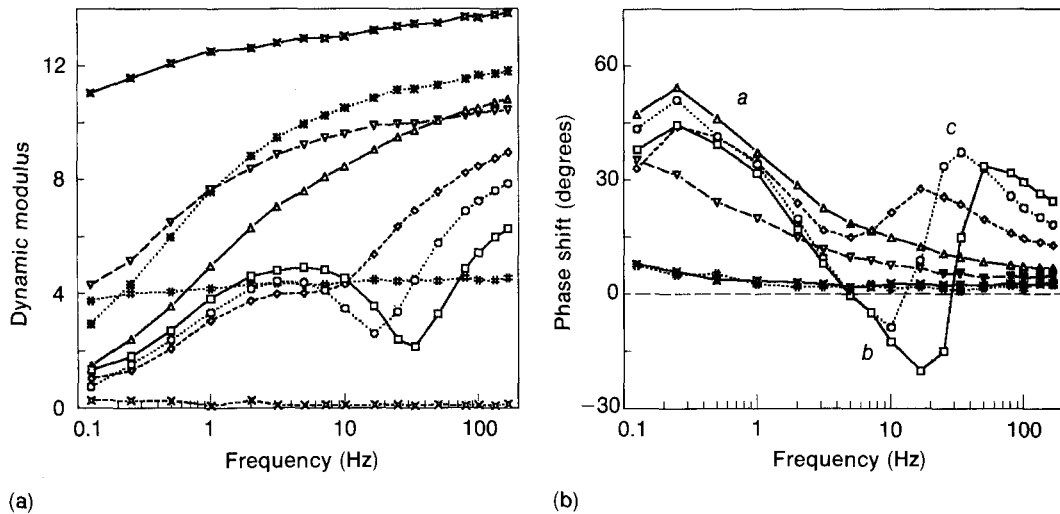 12
8
4
0
0.1
1
10
100
Dynamic modulus
Frequency (Hz)
(a)
60
30
0
−30
0.1
1
10
100
Phase shift (degrees)
a
b
c
Frequency (Hz)
(b)